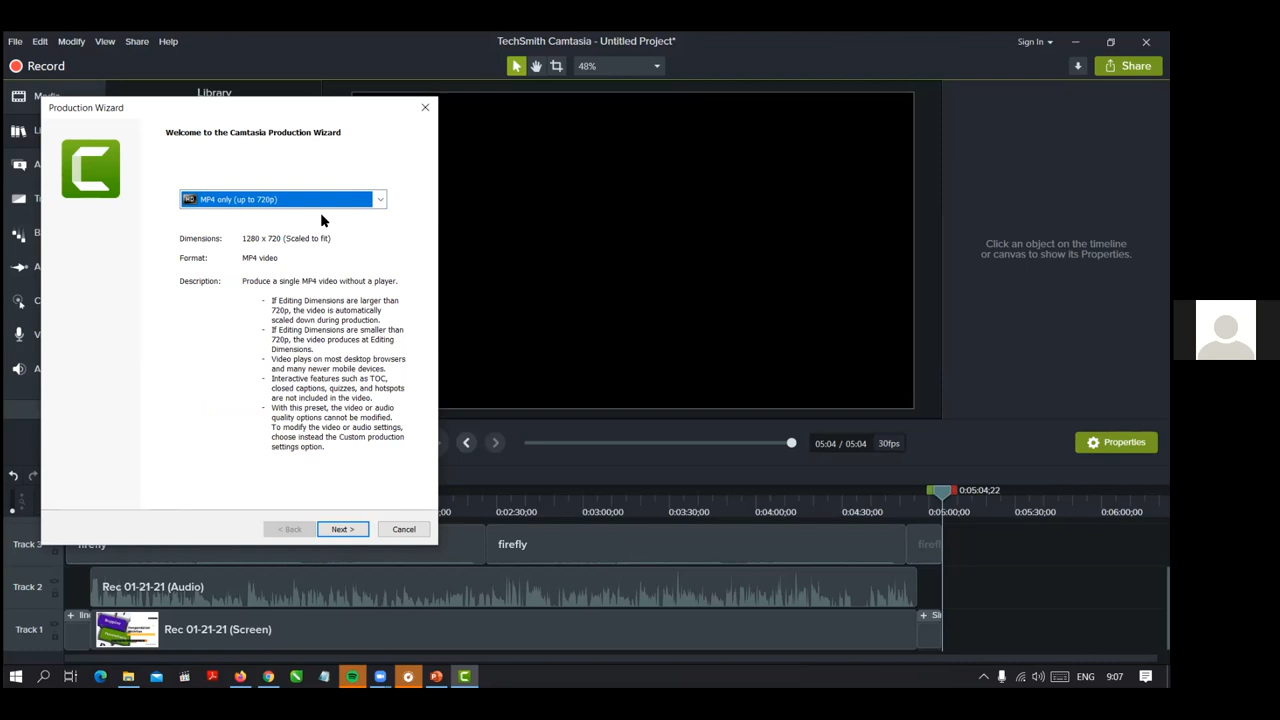 File Edit Modify View Share Help
TechSmith Camtasia - Untitled Project*
Sign In
Record
48%
Share
Library
Production Wizard
Welcome to the Camtasia Production Wizard
MP4 only (up to 720p)
Dimensions: 1280 x 720 (Scaled to fit)
Format: MP4 video
Description: Produce a single MP4 video without a player.
- If Editing Dimensions are larger than
720p, the video is automatically
scaled down during production.
- If Editing Dimensions are smaller than
720p, the video produces at Editing
Dimensions.
- Video plays on most desktop browsers
and many newer mobile devices.
- Interactive features such as TOC,
closed captions, quizzes, and hotspots
are not included in the video.
- With this preset, the video or audio
quality options cannot be modified.
To modify the video or audio settings,
choose instead the Custom production
settings option.
< Back Next > Cancel
Click an object on the timeline
or canvas to show its Properties.
05:04 / 05:04 30fps
Properties
0:05:04;22
0:02:30;00 0:03:00;00 0:03:30;00 0:04:00;00 0:04:30;00 0:05:00;00 0:05:30;00 0:06:00;00
Track 3 firefly firefly
Track 2 Rec 01-21-21 (Audio)
Track 1 Rec 01-21-21 (Screen)
ENG 9:07